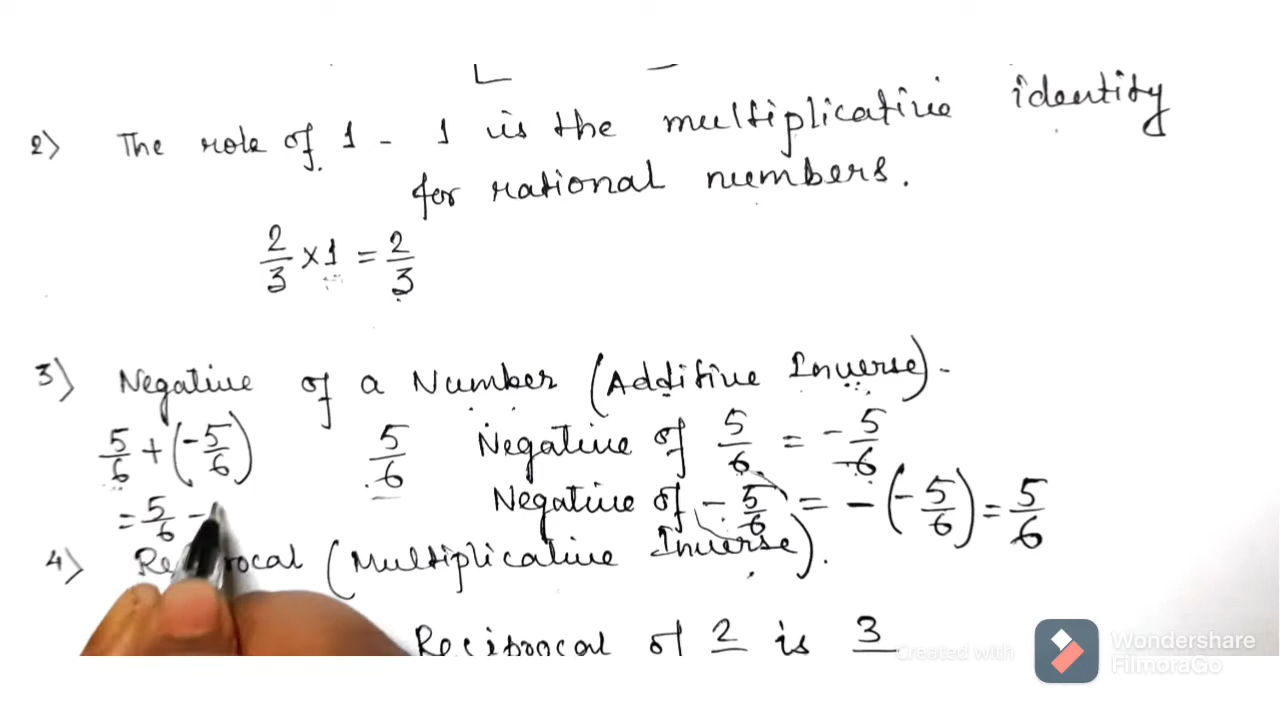 2) The role of 1 - 1 is the multiplicative identity
for rational numbers.
2/3 × 1 = 2/3
3) Negative of a Number (Additive Inverse).
5/6 + (-5/6) 5/6 Negative of 5/6 = -5/6
= 5/6 - Negative of -5/6 = -(-5/6) = 5/6
4) Reciprocal (Multiplicative Inverse).
Reciprocal of 2 is 3
Created with Wondershare
FilmoraGo